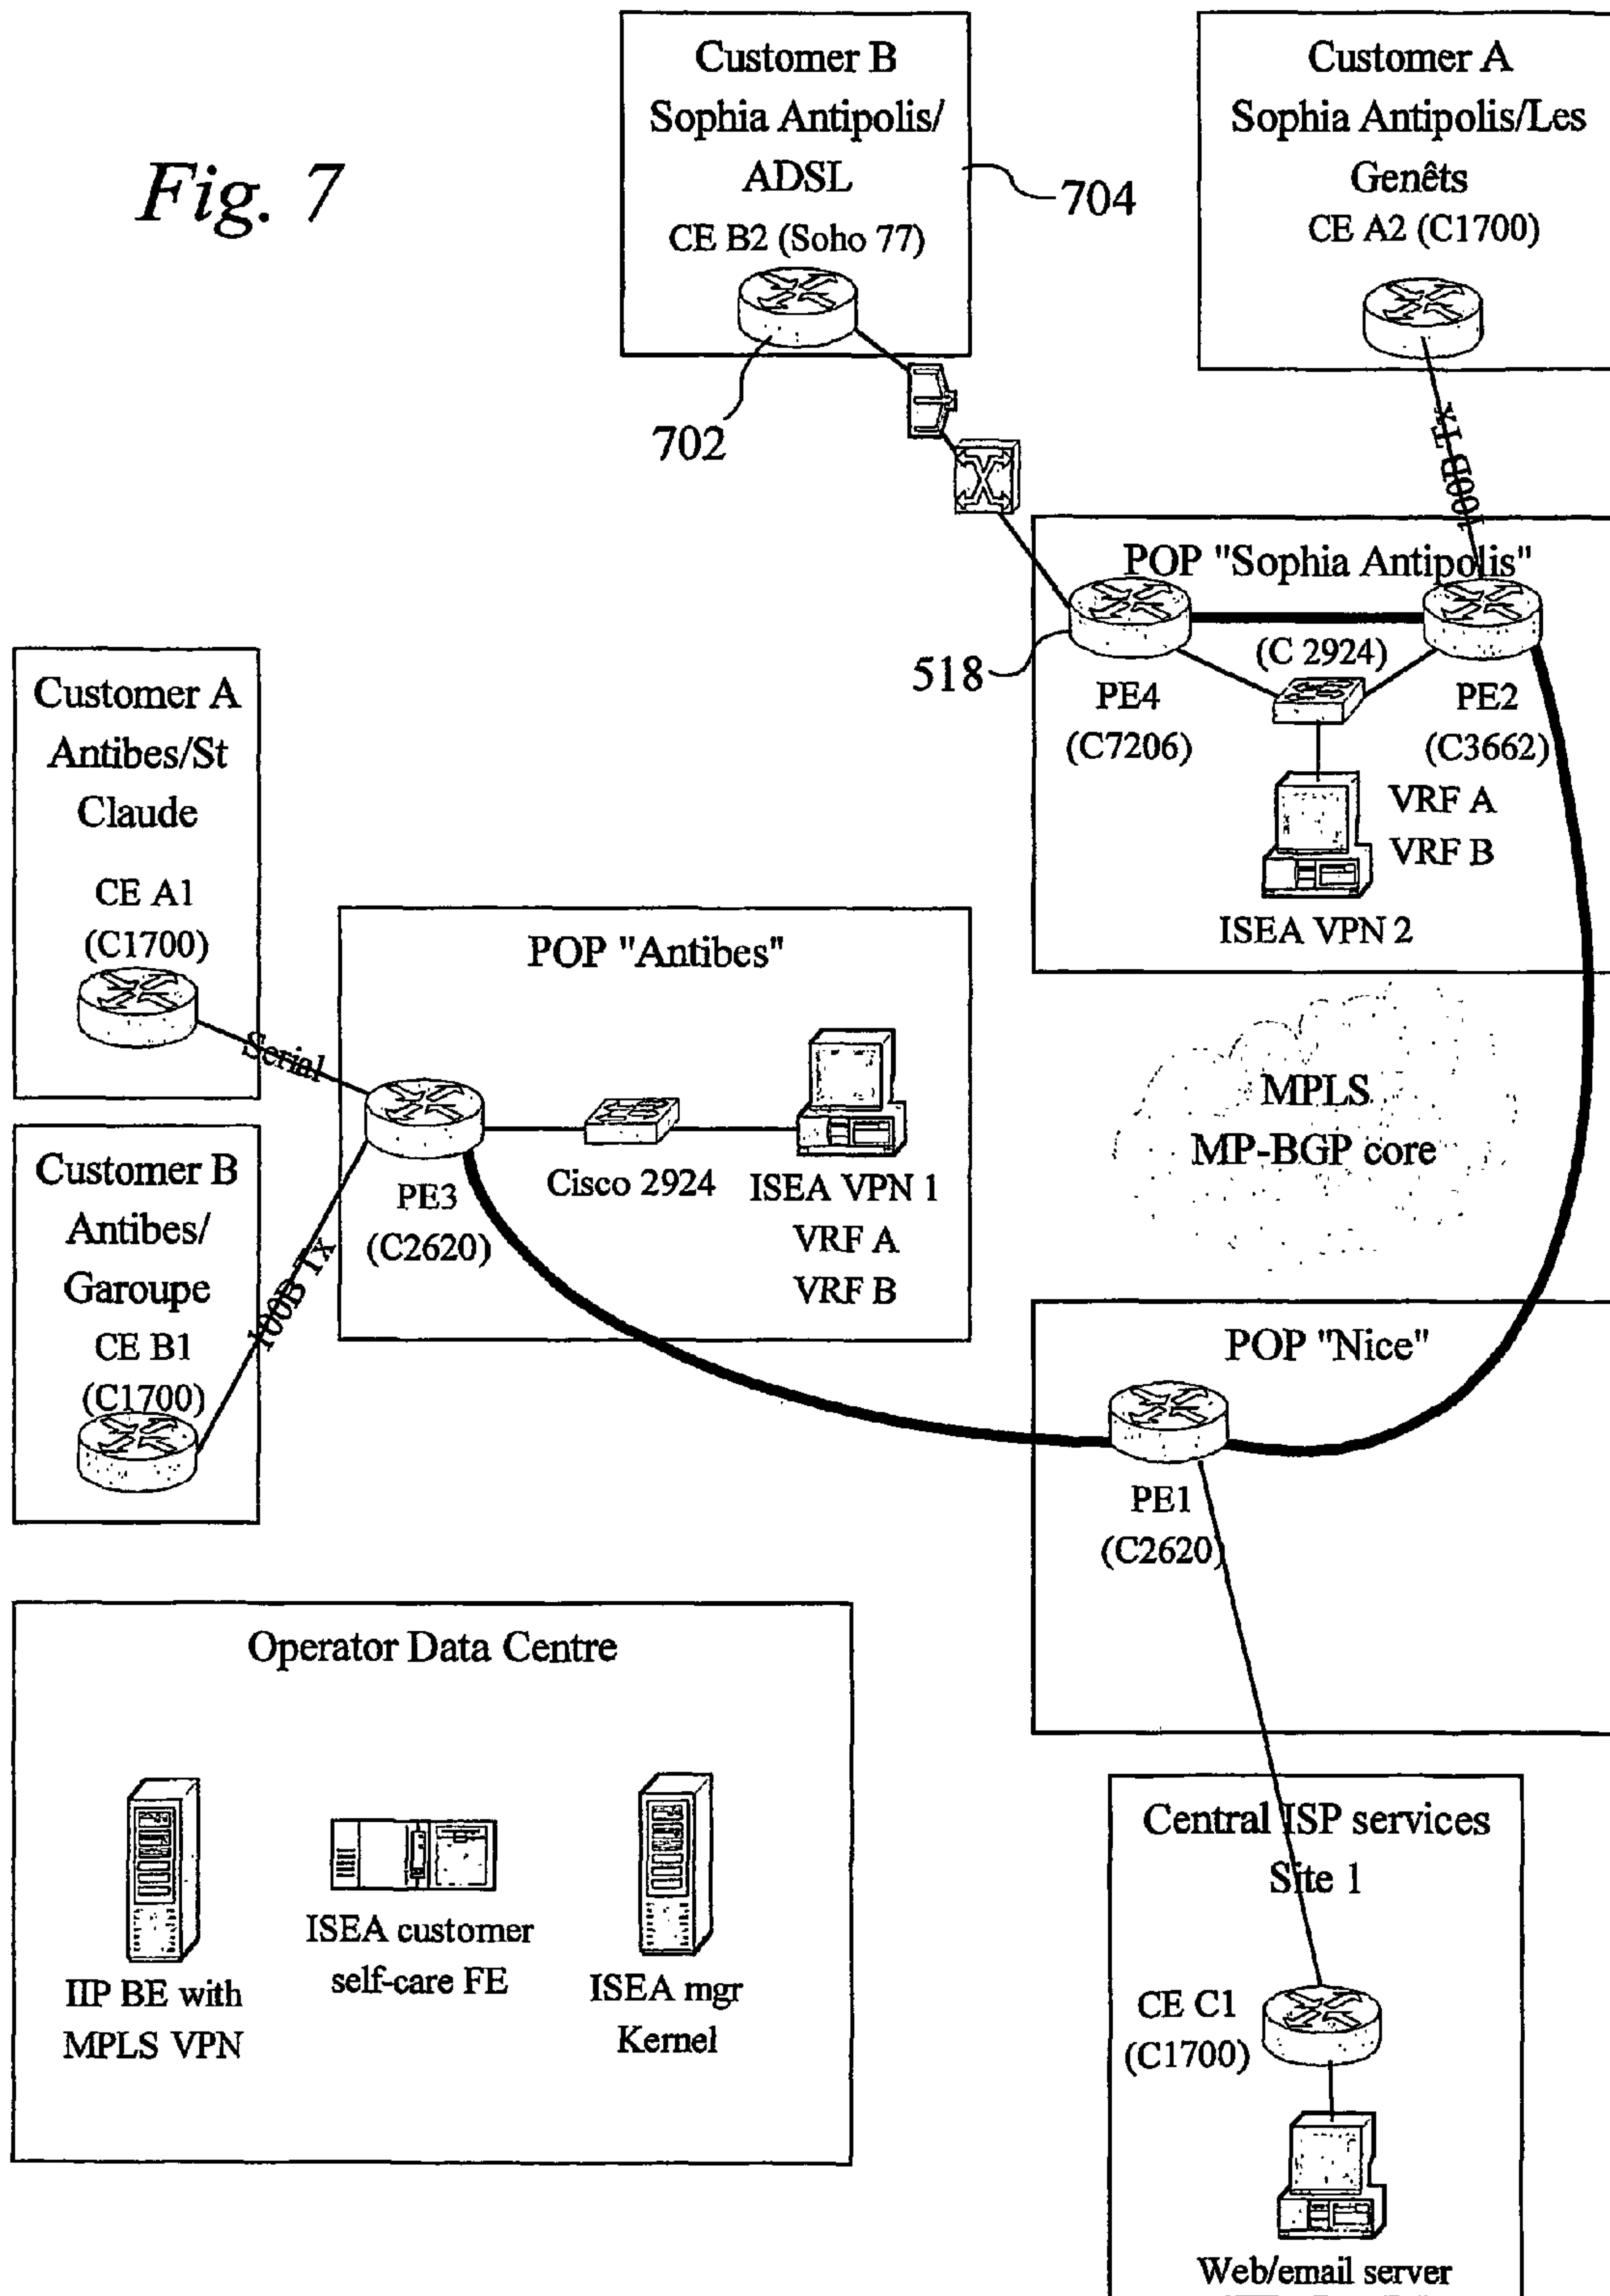 Fig. 7
Customer B
Sophia Antipolis/
ADSL
CE B2 (Soho 77)
704
702
Customer A
Sophia Antipolis/Les
Genêts
CE A2 (C1700)
100B Tx
POP "Sophia Antipolis"
518
(C 2924)
PE4
(C7206)
PE2
(C3662)
VRF A
VRF B
ISEA VPN 2
Customer A
Antibes/St
Claude
CE A1
(C1700)
Serial
Customer B
Antibes/
Garoupe
CE B1
(C1700)
100B Tx
POP "Antibes"
PE3
(C2620)
Cisco 2924
ISEA VPN 1
VRF A
VRF B
MPLS
MP-BGP core
POP "Nice"
PE1
(C2620)
Operator Data Centre
IIP BE with
MPLS VPN
ISEA customer
self-care FE
ISEA mgr
Kernel
Central ISP services
Site 1
CE C1
(C1700)
Web/email server